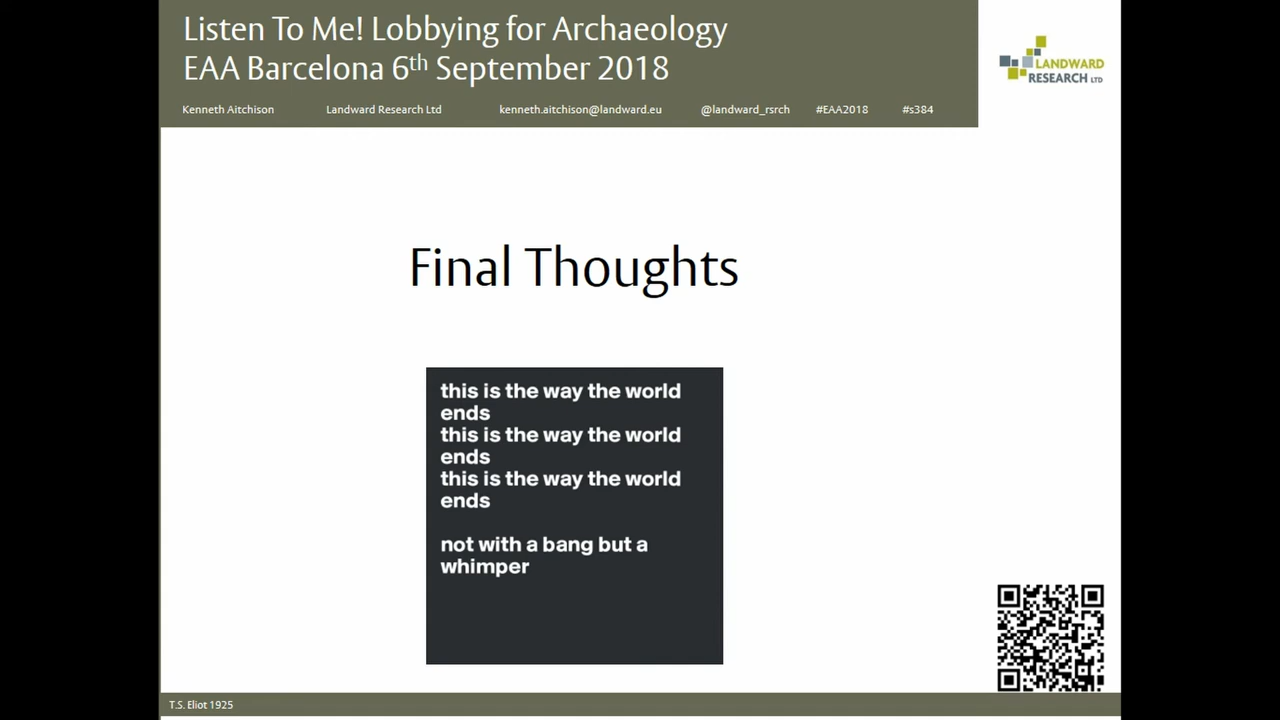 Listen To Me! Lobbying for Archaeology
EAA Barcelona 6th September 2018
Kenneth Aitchison Landward Research Ltd kenneth.aitchison@landward.eu @landward_rsrch #EAA2018 #s384
LANDWARD
RESEARCH LTD
Final Thoughts
this is the way the world
ends
this is the way the world
ends
this is the way the world
ends
not with a bang but a
whimper
T.S. Eliot 1925